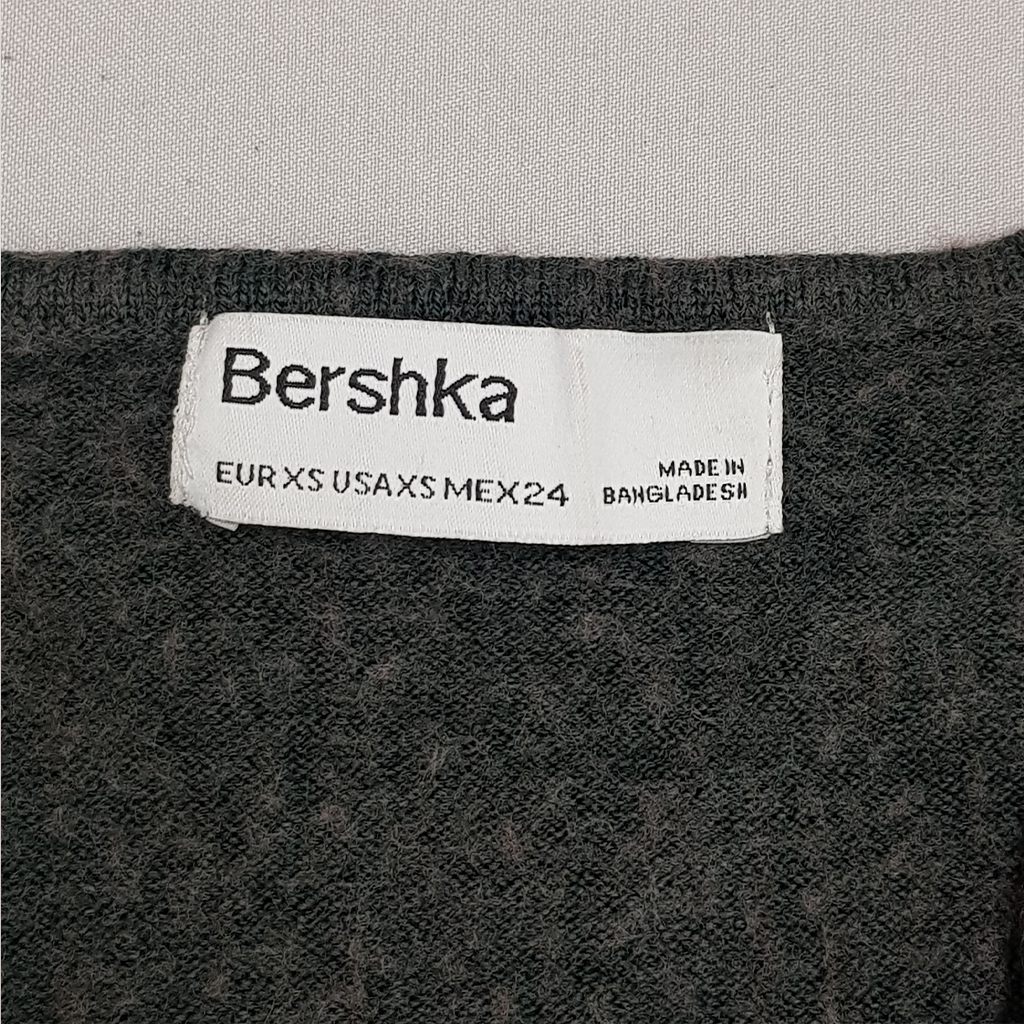 Bershka
EUR XS USA XS MEX 24
MADE IN
BANGLADESH